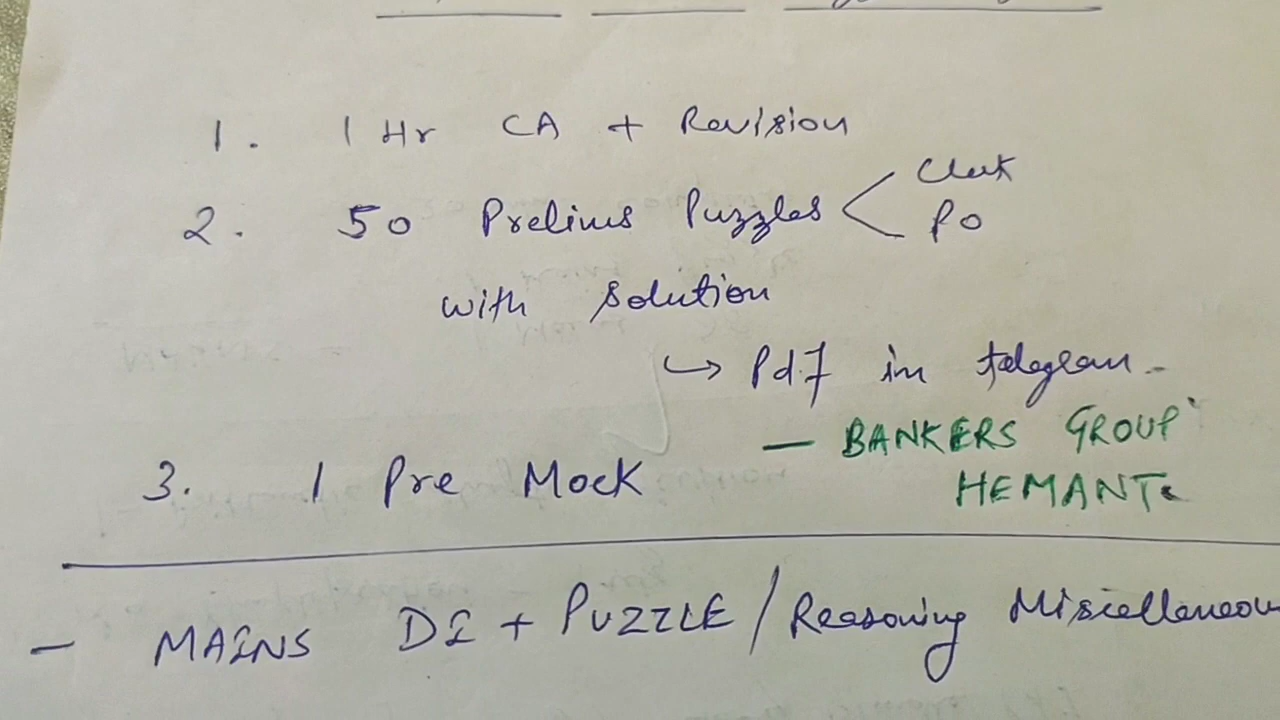 1. 1 Hr CA + Revision
2. 50 Prelims Puzzles < Clerk
PO
with solution
↪ Pdf in telegram.
— BANKERS GROUP
HEMANT.
3. 1 Pre Mock
— MAINS DI + PUZZLE / Reasoning Miscellaneou